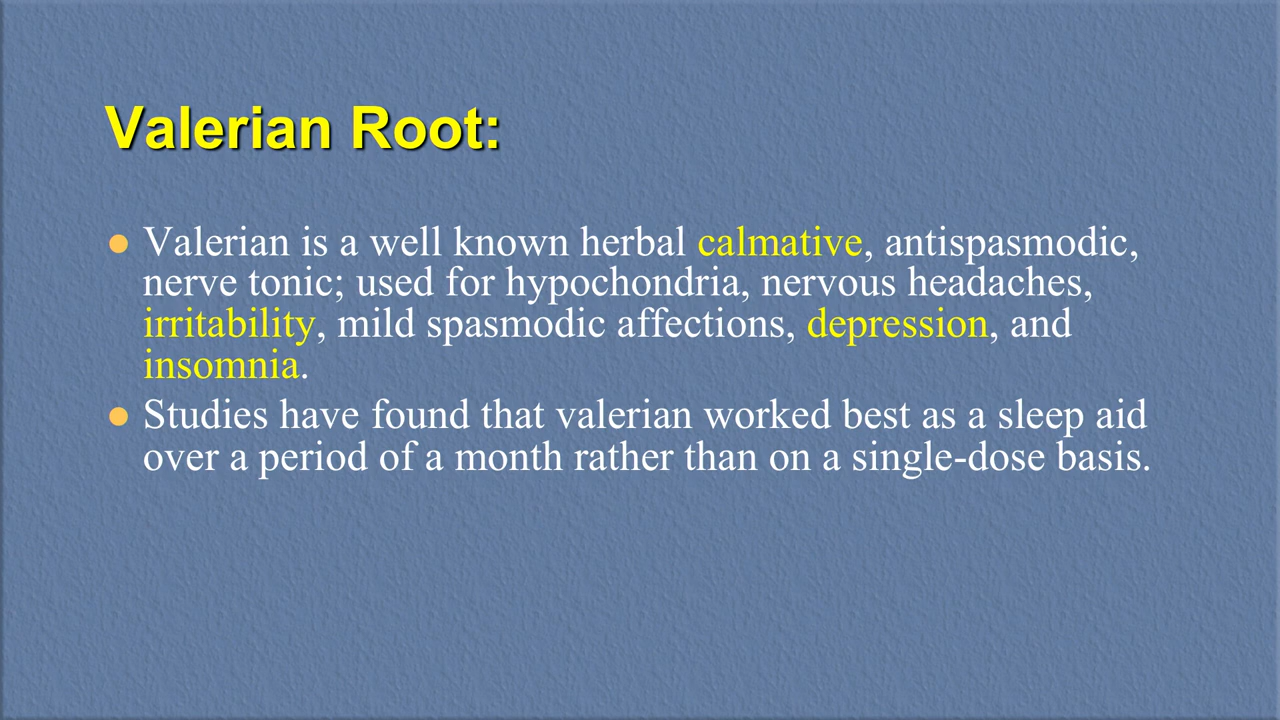 Valerian Root:
● Valerian is a well known herbal calmative, antispasmodic,
nerve tonic; used for hypochondria, nervous headaches,
irritability, mild spasmodic affections, depression, and
insomnia.
● Studies have found that valerian worked best as a sleep aid
over a period of a month rather than on a single-dose basis.